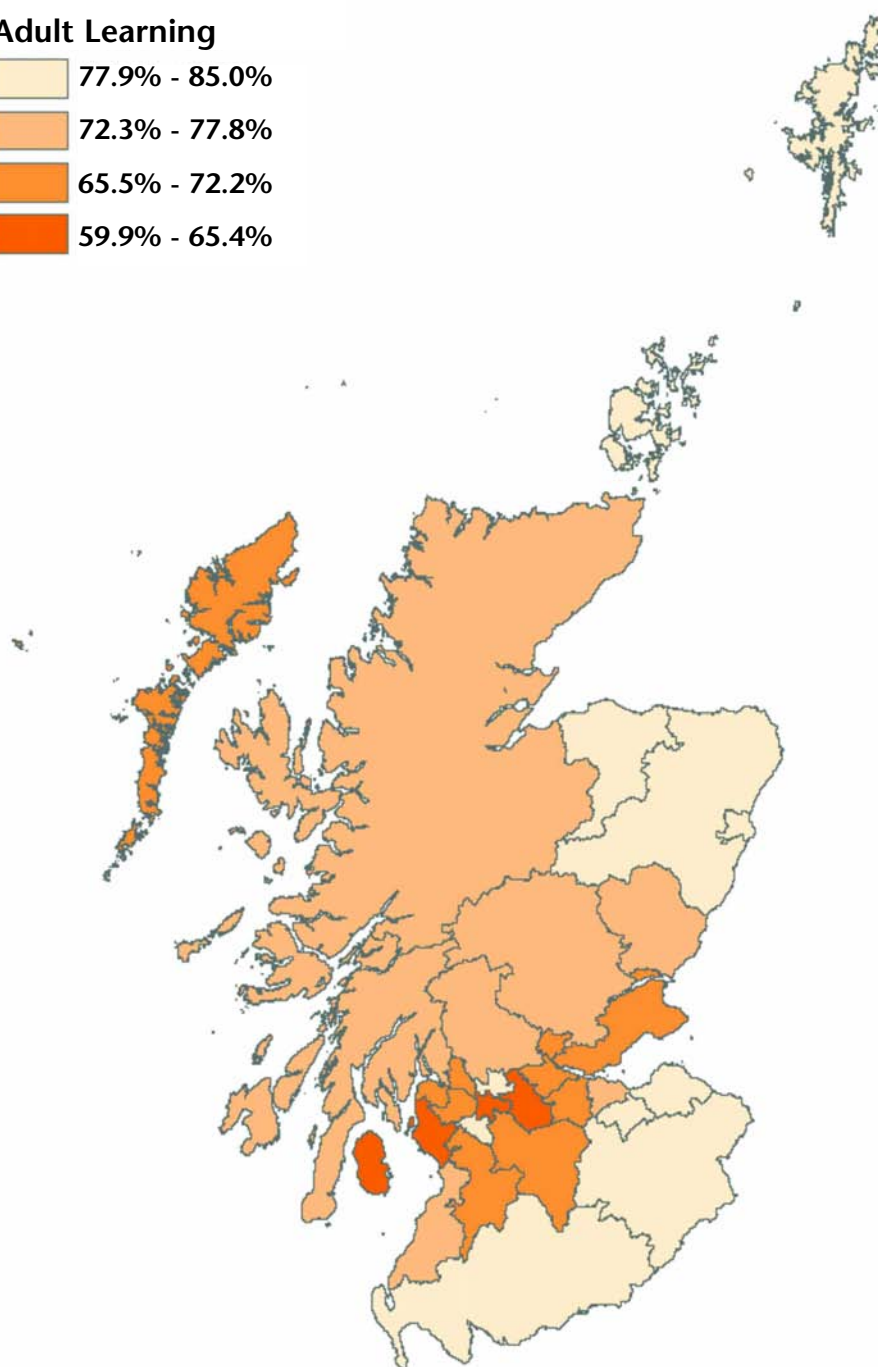 Adult Learning
77.9% - 85.0%
72.3% - 77.8%
65.5% - 72.2%
59.9% - 65.4%